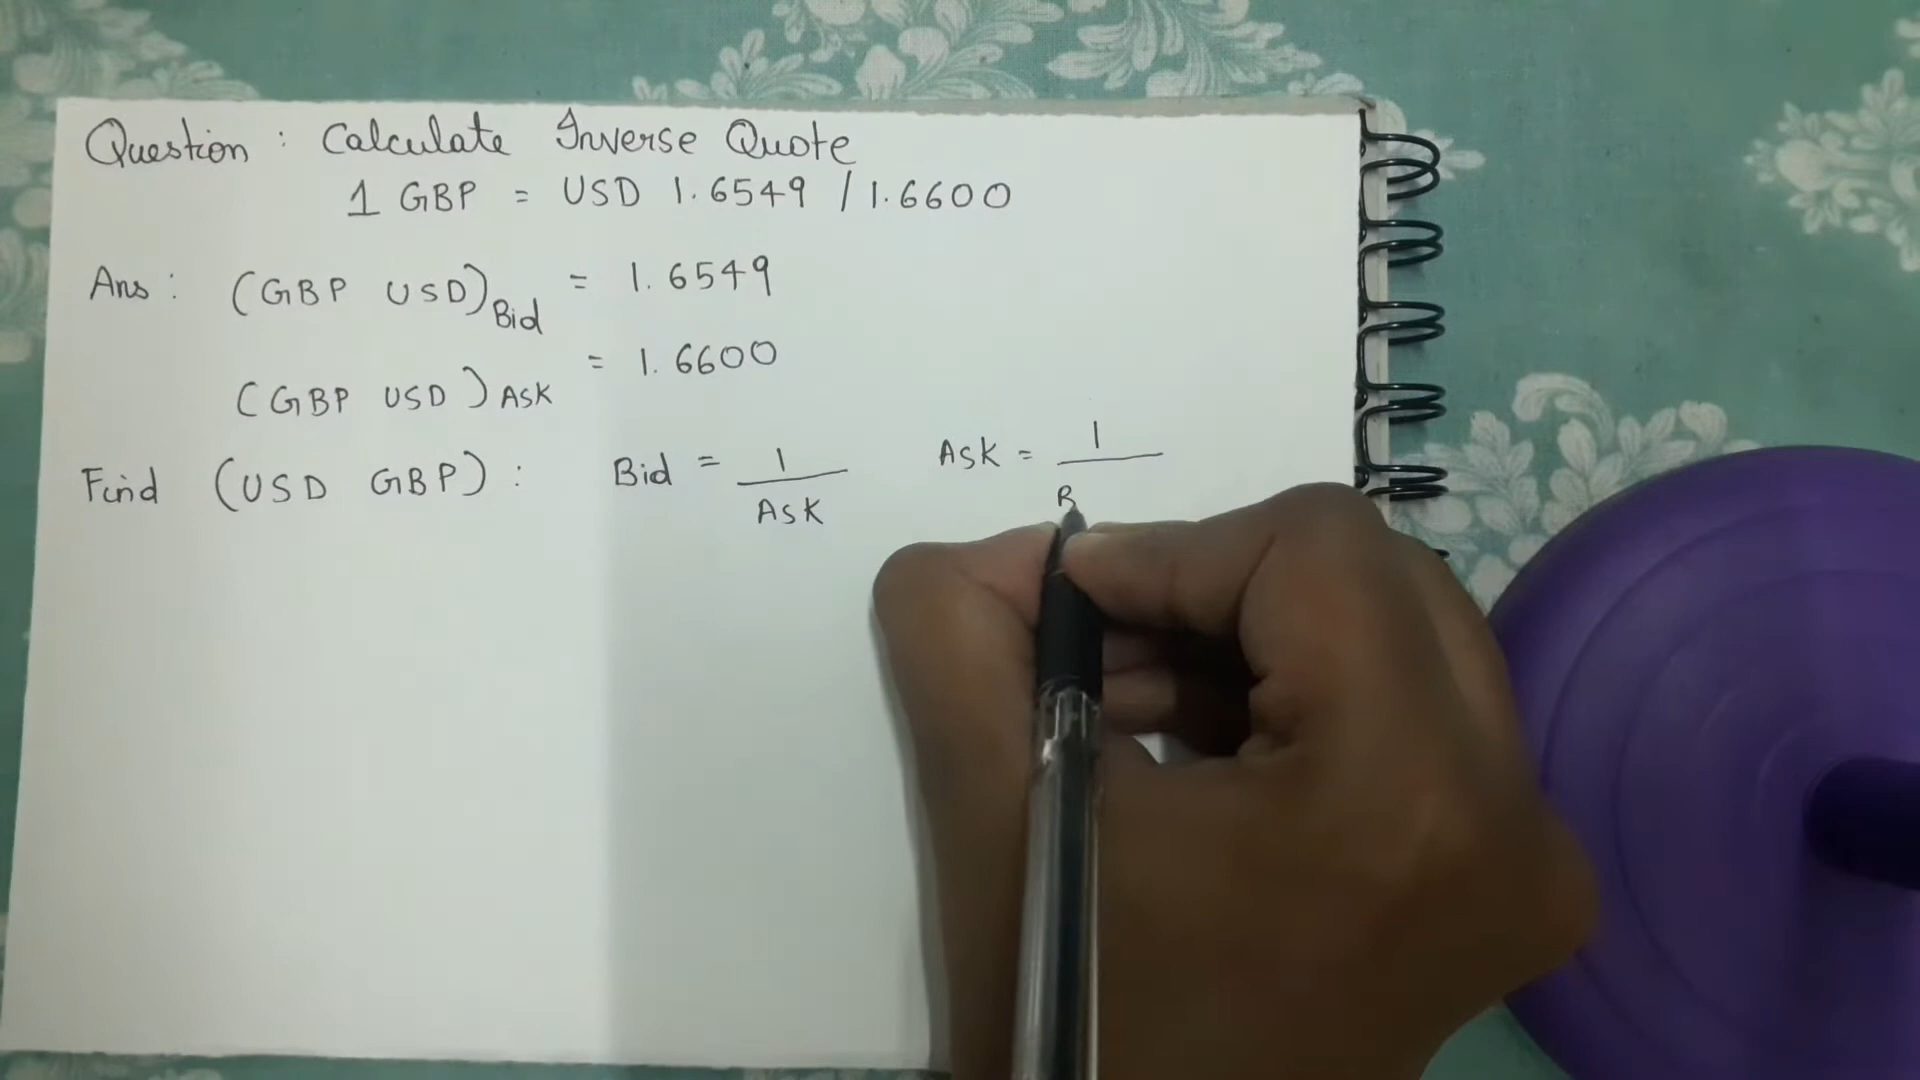 Question : Calculate Inverse Quote
1 GBP = USD 1.6549 / 1.6600
Ans : (GBP USD)Bid = 1.6549
(GBP USD)ASK = 1.6600
Find (USD GBP) : Bid = 1/ASK ASK = 1/B